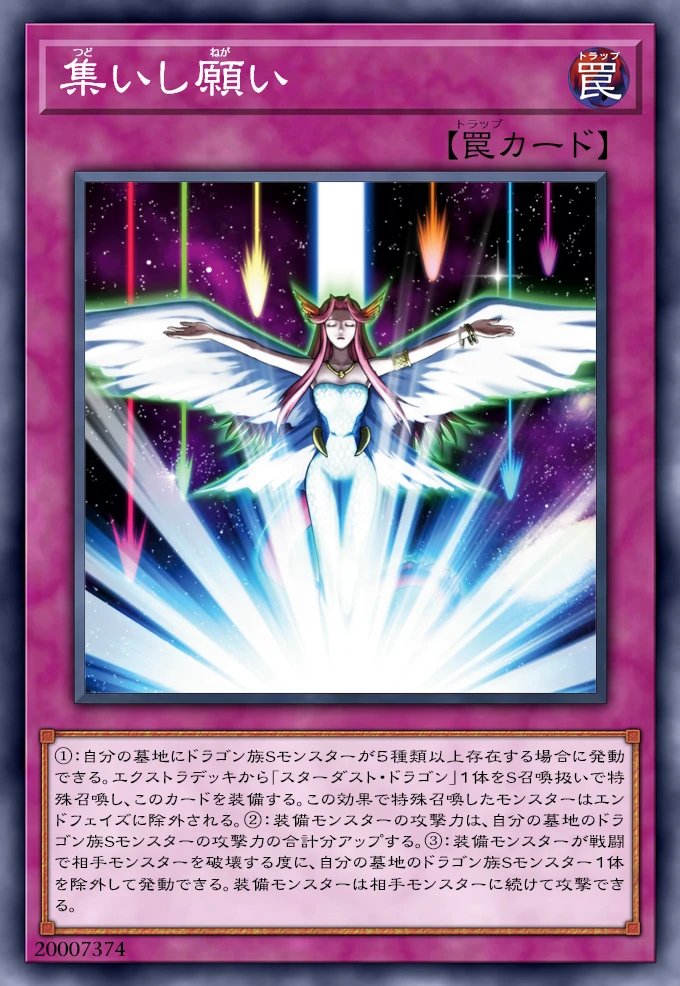 集いし願い
つど ねが
罠
トラップ
【罠カード】
トラップ
①：自分の墓地にドラゴン族Sモンスターが５種類以上存在する場合に発動
できる。エクストラデッキから「スターダスト・ドラゴン」１体をS召喚扱いで特
殊召喚し、このカードを装備する。この効果で特殊召喚したモンスターはエン
ドフェイズに除外される。②：装備モンスターの攻撃力は、自分の墓地のドラ
ゴン族Sモンスターの攻撃力の合計分アップする。③：装備モンスターが戦闘
で相手モンスターを破壊する度に、自分の墓地のドラゴン族Sモンスター１体
を除外して発動できる。装備モンスターは相手モンスターに続けて攻撃でき
る。
20007374